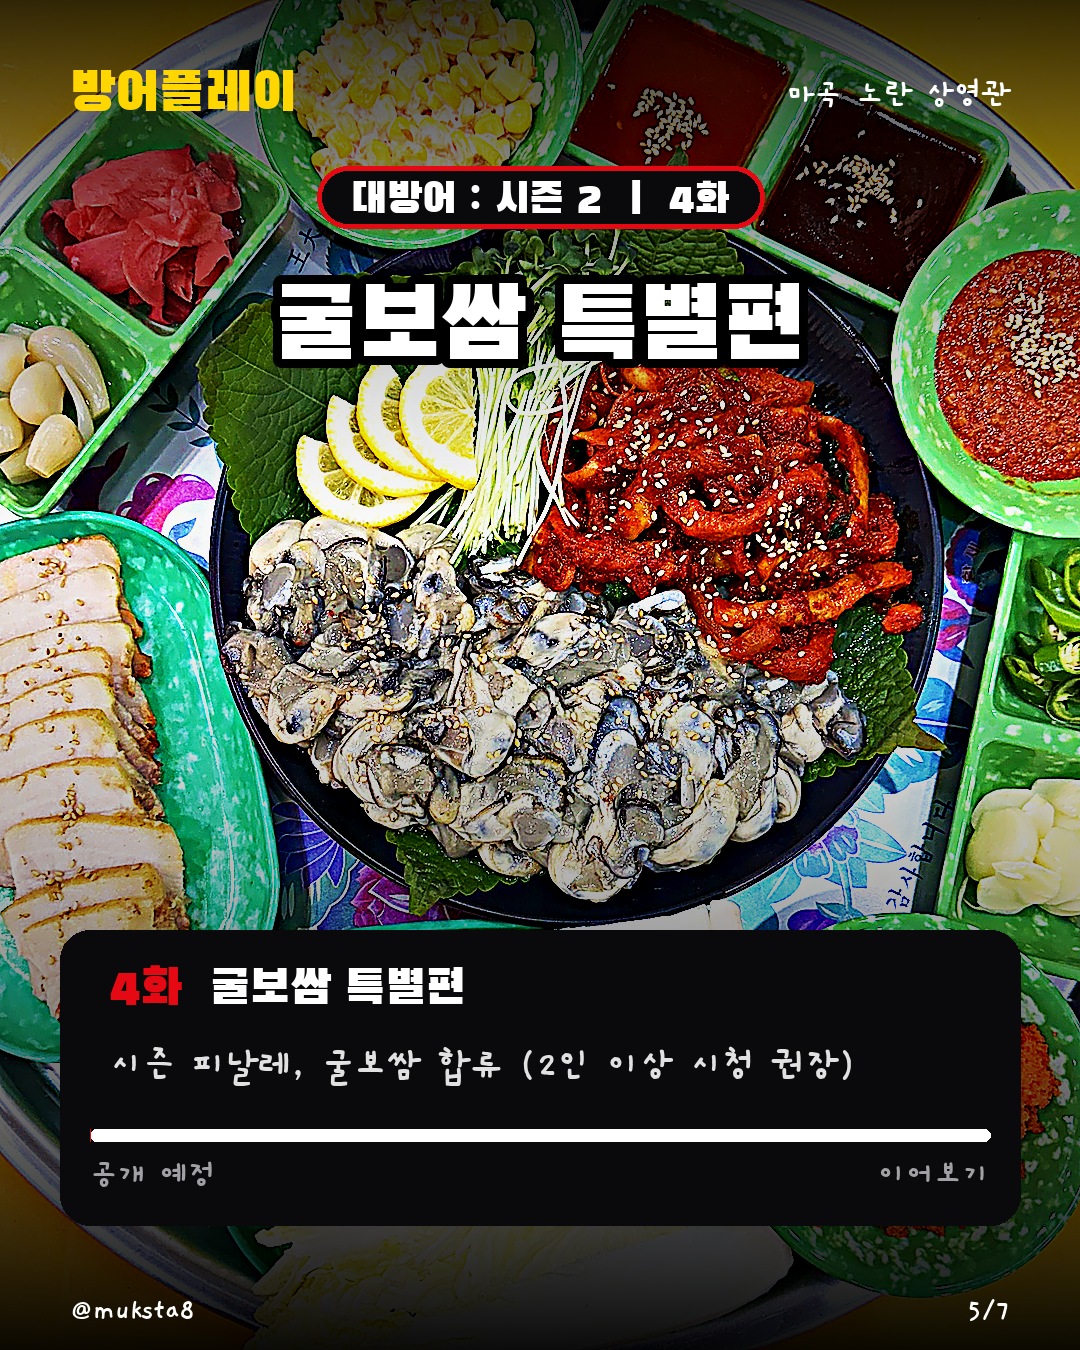 방어플레이
마곡 노란 상영관
대방어 : 시즌 2 | 4화
굴보쌈 특별편
4화 굴보쌈 특별편
시즌 피날레, 굴보쌈 합류 (2인 이상 시청 권장)
공개 예정
이어보기
@muksta8
5/7